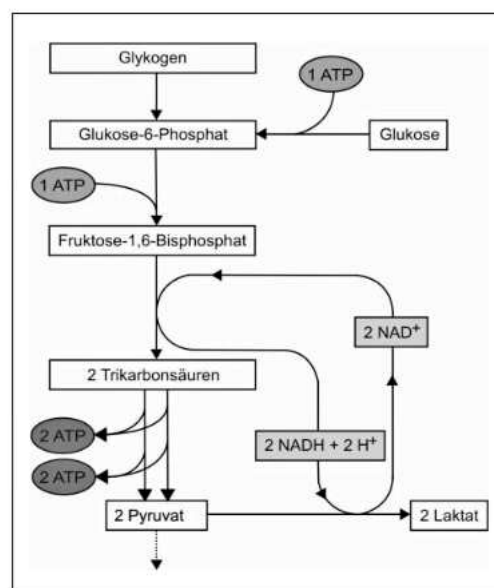 Glykogen
1 ATP
Glukose-6-Phosphat
Glukose
1 ATP
Fruktose-1,6-Bisphosphat
2 NAD+
2 Trikarbonsäuren
2 ATP
2 NADH + 2 H+
2 ATP
2 Pyruvat
2 Laktat